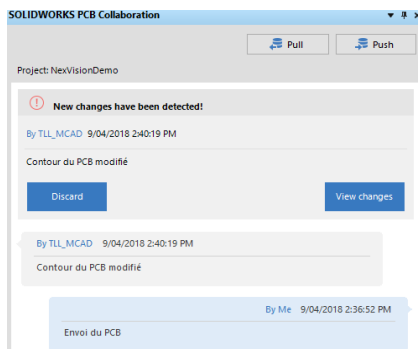 SOLIDWORKS PCB Collaboration
Pull Push
Project: NexVisionDemo
New changes have been detected!
By TLL_MCAD 9/04/2018 2:40:19 PM
Contour du PCB modifié
Discard View changes
By TLL_MCAD 9/04/2018 2:40:19 PM
Contour du PCB modifié
By Me 9/04/2018 2:36:52 PM
Envoi du PCB